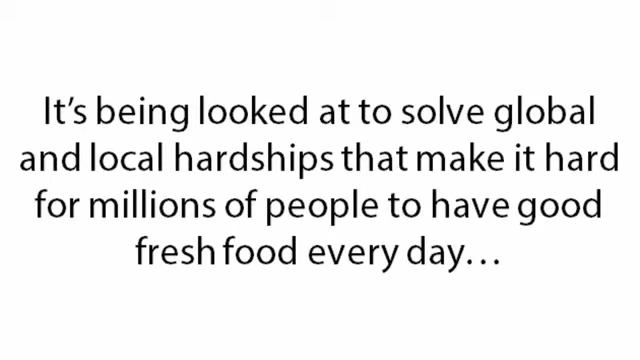 It's being looked at to solve global
and local hardships that make it hard
for millions of people to have good
fresh food every day...